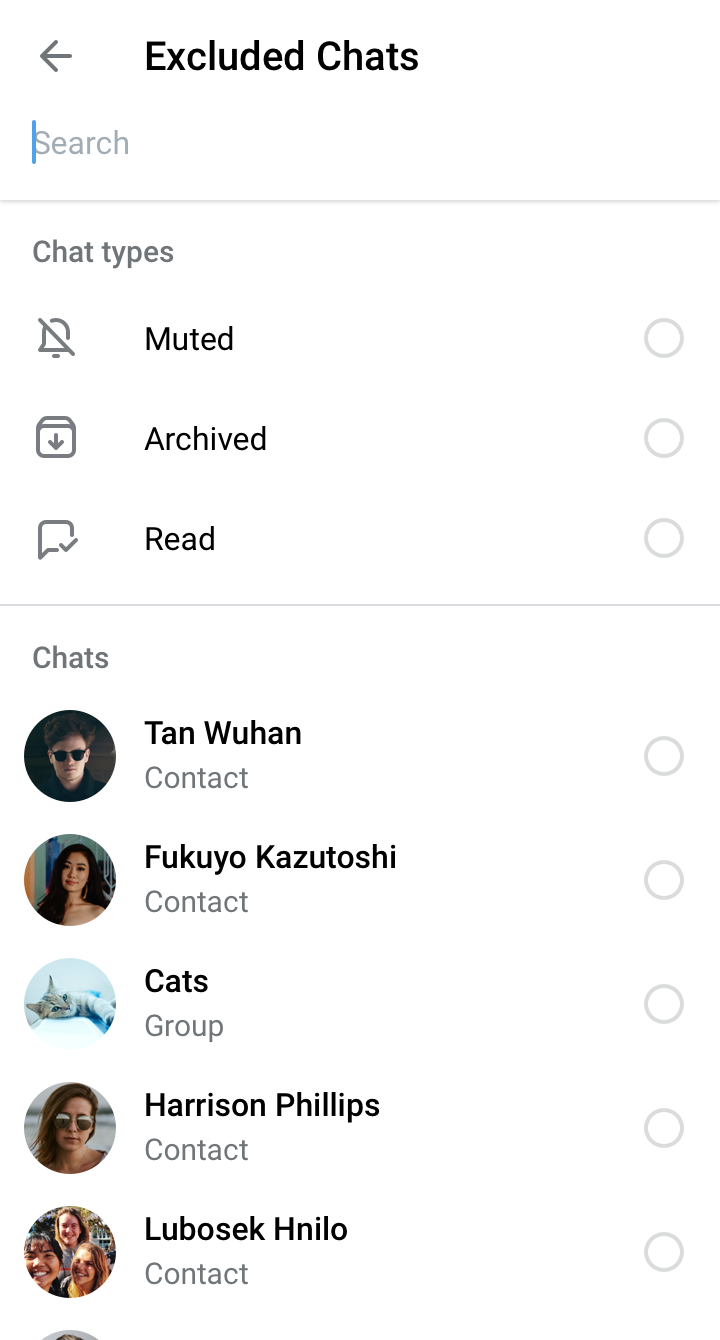 Excluded Chats
Search
Chat types
Muted
Archived
Read
Chats
Tan Wuhan
Contact
Fukuyo Kazutoshi
Contact
Cats
Group
Harrison Phillips
Contact
Lubosek Hnilo
Contact